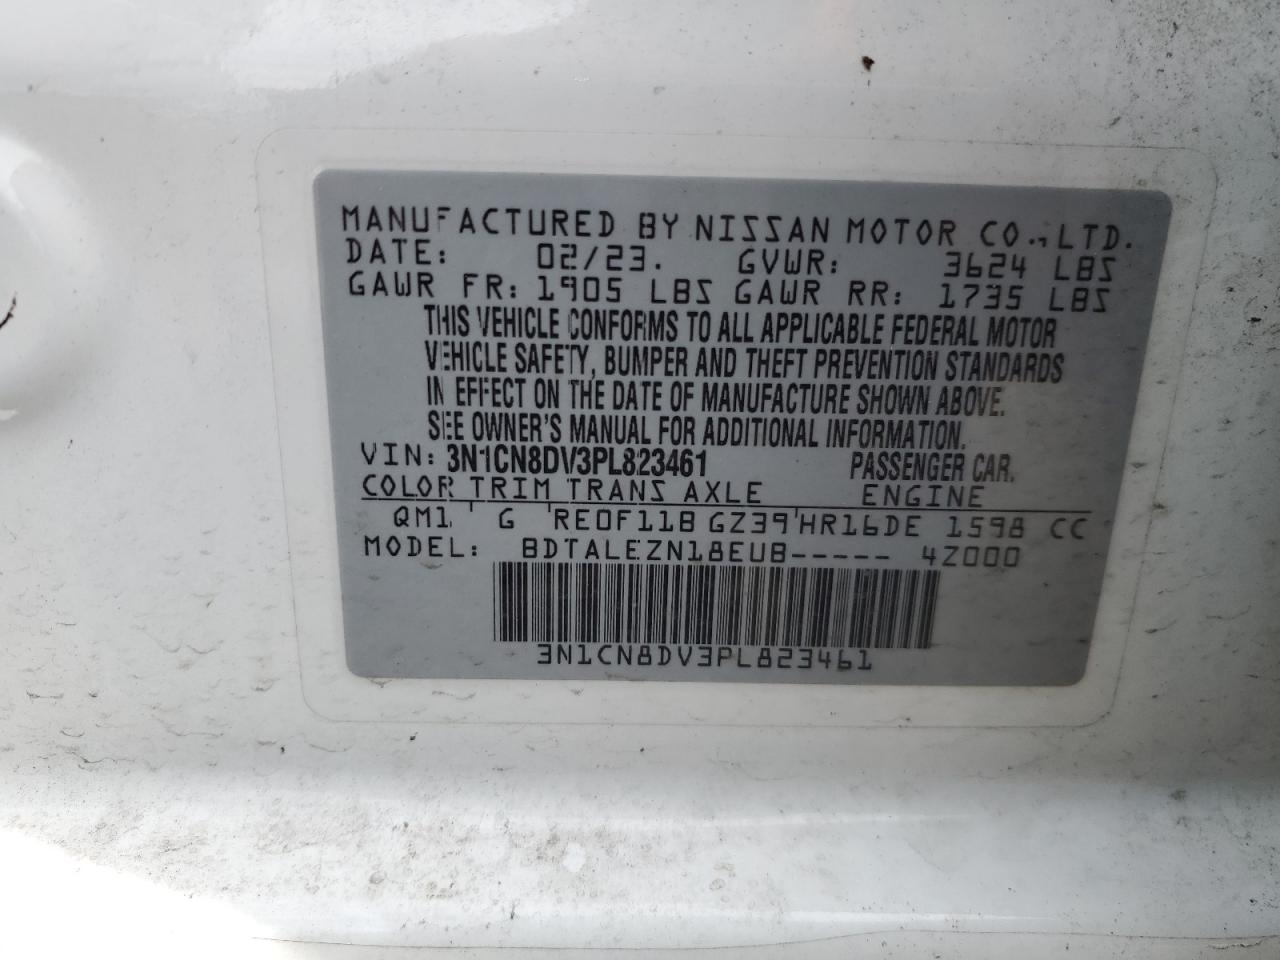 MANUFACTURED BY NISSAN MOTOR CO., LTD.
DATE: 02/23. GVWR: 3624 LBS
GAWR FR: 1905 LBS GAWR RR: 1735 LBS
THIS VEHICLE CONFORMS TO ALL APPLICABLE FEDERAL MOTOR
VEHICLE SAFETY, BUMPER AND THEFT PREVENTION STANDARDS
IN EFFECT ON THE DATE OF MANUFACTURE SHOWN ABOVE.
SEE OWNER'S MANUAL FOR ADDITIONAL INFORMATION.
VIN: 3N1CN8DV3PL823461 PASSENGER CAR.
COLOR TRIM TRANS AXLE ENGINE
QM1 G RE0F11B GZ39 HR16DE 1598 CC
MODEL: BDTALEZN18EUB----- 4Z000
3N1CN8DV3PL823461